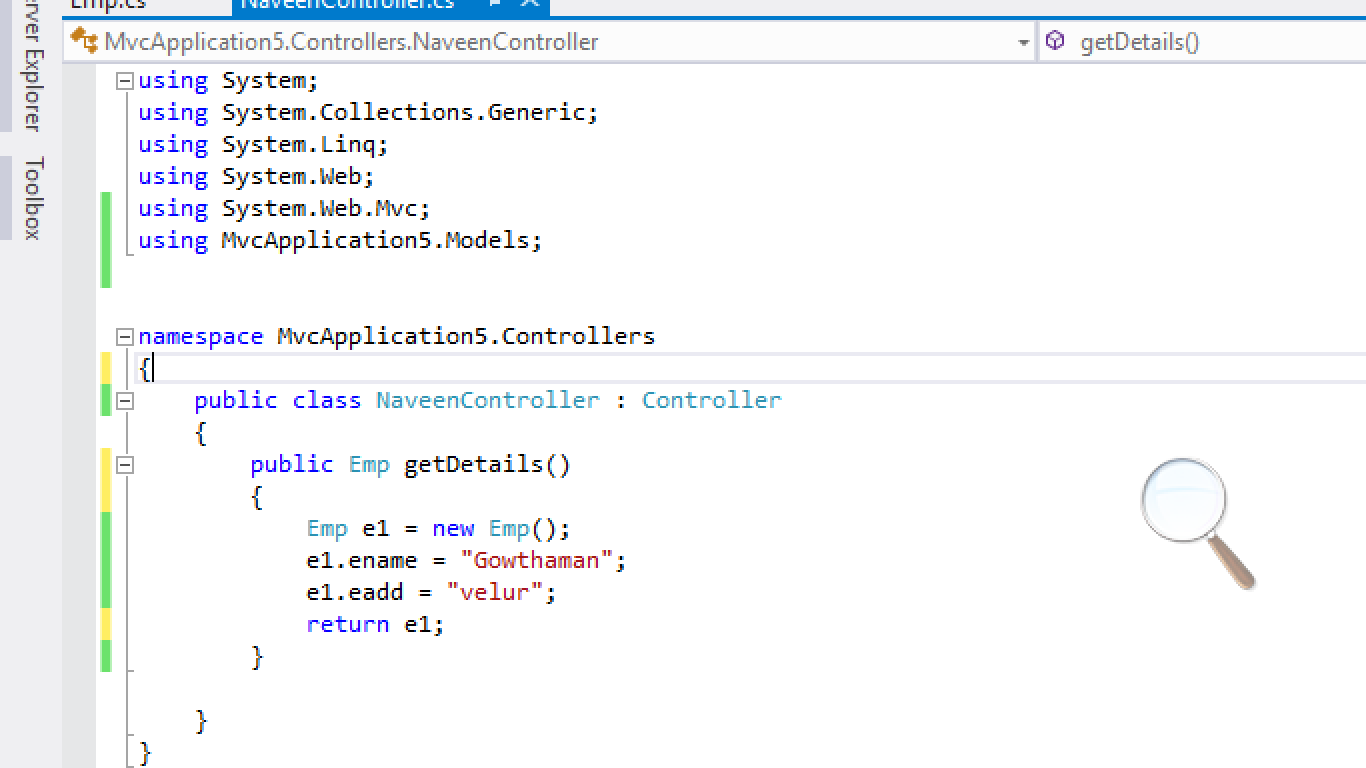 Emp.cs NaveenController.cs
MvcApplication5.Controllers.NaveenController getDetails()
Toolbox
using System;
using System.Collections.Generic;
using System.Linq;
using System.Web;
using System.Web.Mvc;
using MvcApplication5.Models;
namespace MvcApplication5.Controllers
{
public class NaveenController : Controller
{
public Emp getDetails()
{
Emp e1 = new Emp();
e1.ename = "Gowthaman";
e1.eadd = "velur";
return e1;
}
}
}